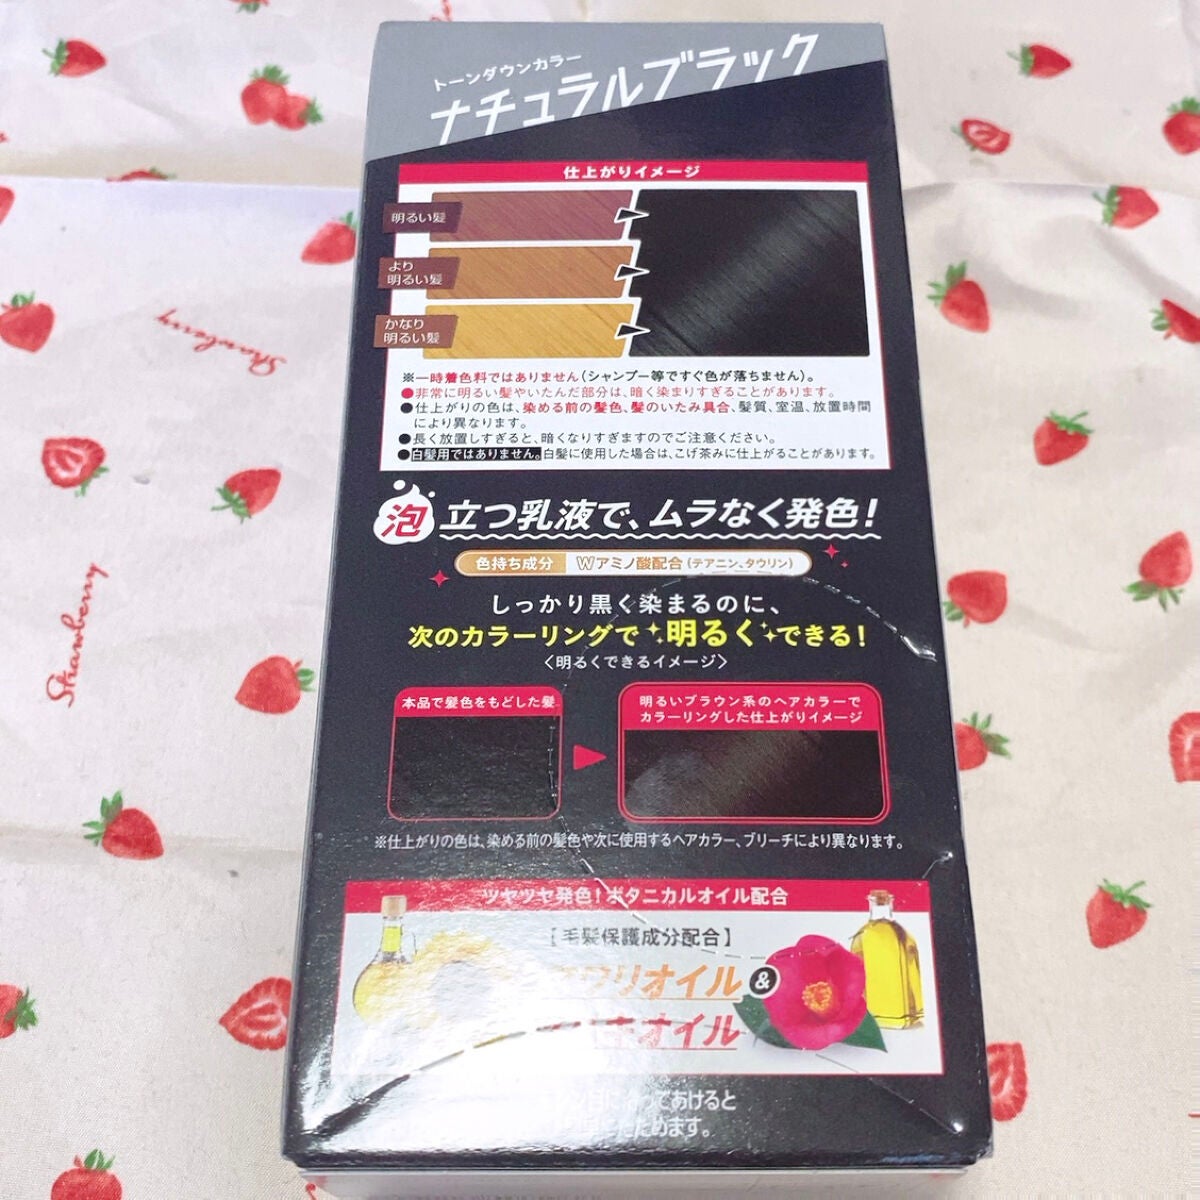 トーンダウンカラー
ナチュラルブラック
仕上がりイメージ
明るい髪
より
明るい髪
かなり
明るい髪
※一時着色料ではありません(シャンプー等ですぐ色が落ちません)。
●非常に明るい髪やいたんだ部分は、暗く染まりすぎることがあります。
●仕上がりの色は、染める前の髪色、髪のいたみ具合、髪質、室温、放置時間
により異なります。
●長く放置しすぎると、暗くなりすぎますのでご注意ください。
●白髪用ではありません。白髪に使用した場合は、こげ茶みに仕上がることがあります。
泡立つ乳液で、ムラなく発色!
色持ち成分 Wアミノ酸配合(テアニン、タウリン)
しっかり黒く染まるのに、
次のカラーリングで明るくできる!
〈明るくできるイメージ〉
本品で髪色をもどした髪
明るいブラウン系のヘアカラーで
カラーリングした仕上がりイメージ
※仕上がりの色は、染める前の髪色や次に使用するヘアカラー、ブリーチにより異なります。
ツヤツヤ発色!ボタニカルオイル配合
[毛髪保護成分配合]
ワリオイル &
キオイル
ってあけると
ためます。
Strawberry
Strawberry